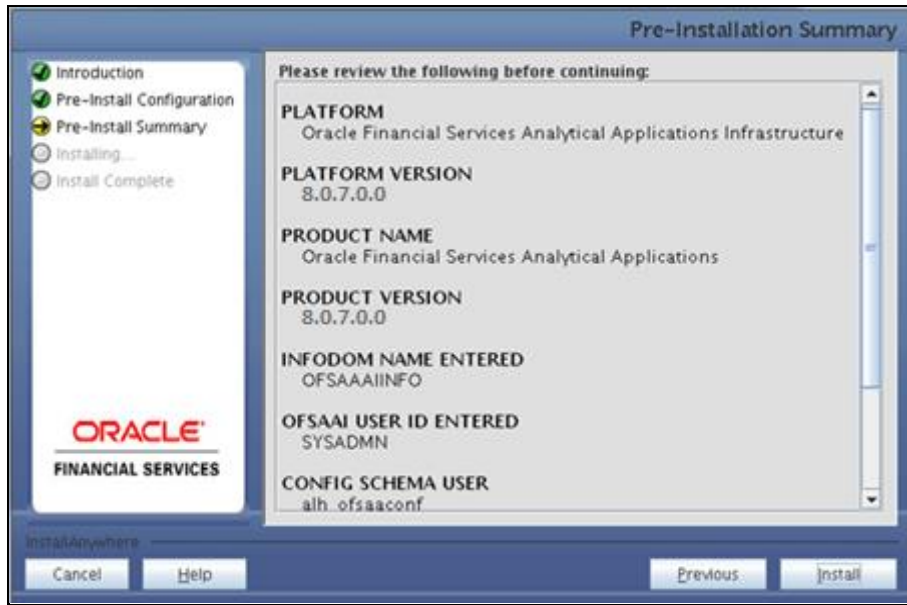 Pre-Installation Summary
Introduction
Pre-Install Configuration
Pre-Install Summary
Installing...
Install Complete
ORACLE
FINANCIAL SERVICES
Please review the following before continuing:
PLATFORM
Oracle Financial Services Analytical Applications Infrastructure
PLATFORM VERSION
8.0.7.0.0
PRODUCT NAME
Oracle Financial Services Analytical Applications
PRODUCT VERSION
8.0.7.0.0
INFODOM NAME ENTERED
OFSAAAIINFO
OFSAAI USER ID ENTERED
SYSADMN
CONFIG SCHEMA USER
alh_ofsaaconf
InstallAnywhere
Cancel
Help
Previous
Install